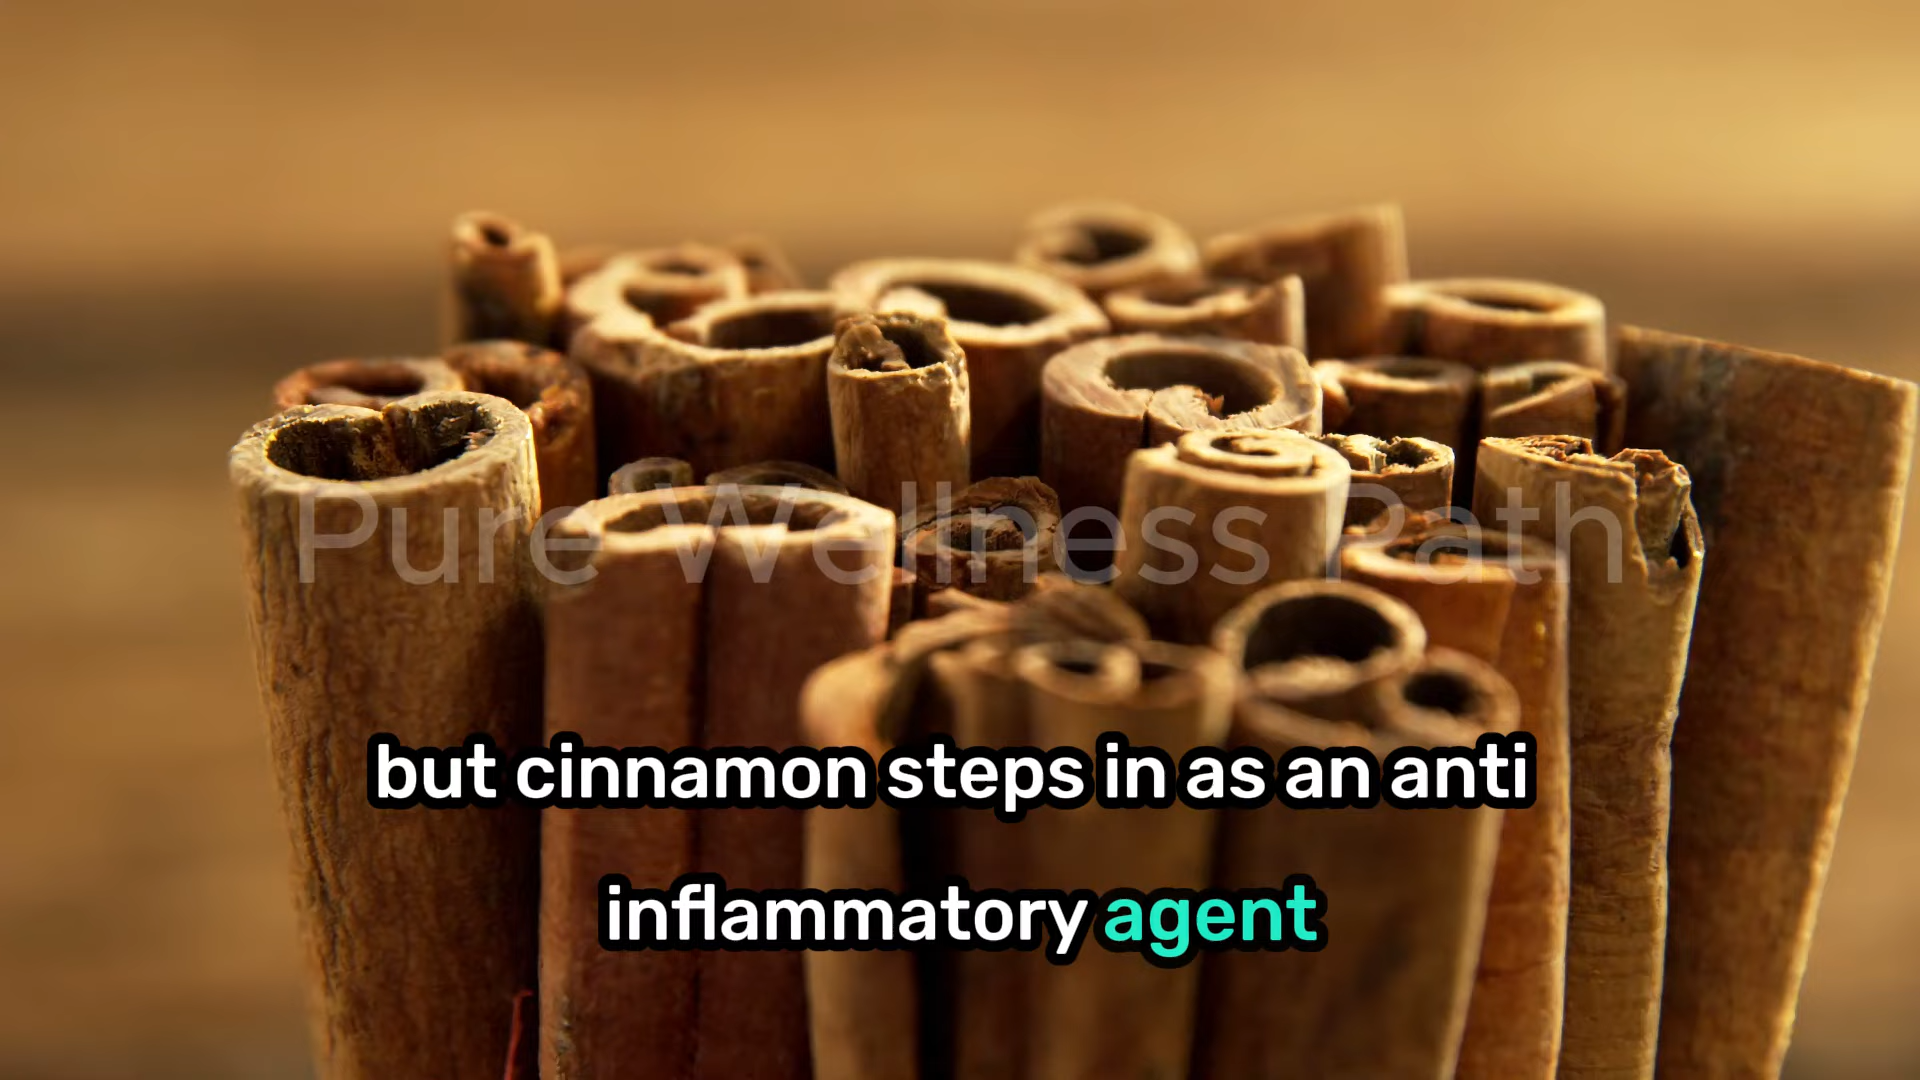 Pure Wellness Path
but cinnamon steps in as an anti
inflammatory agent